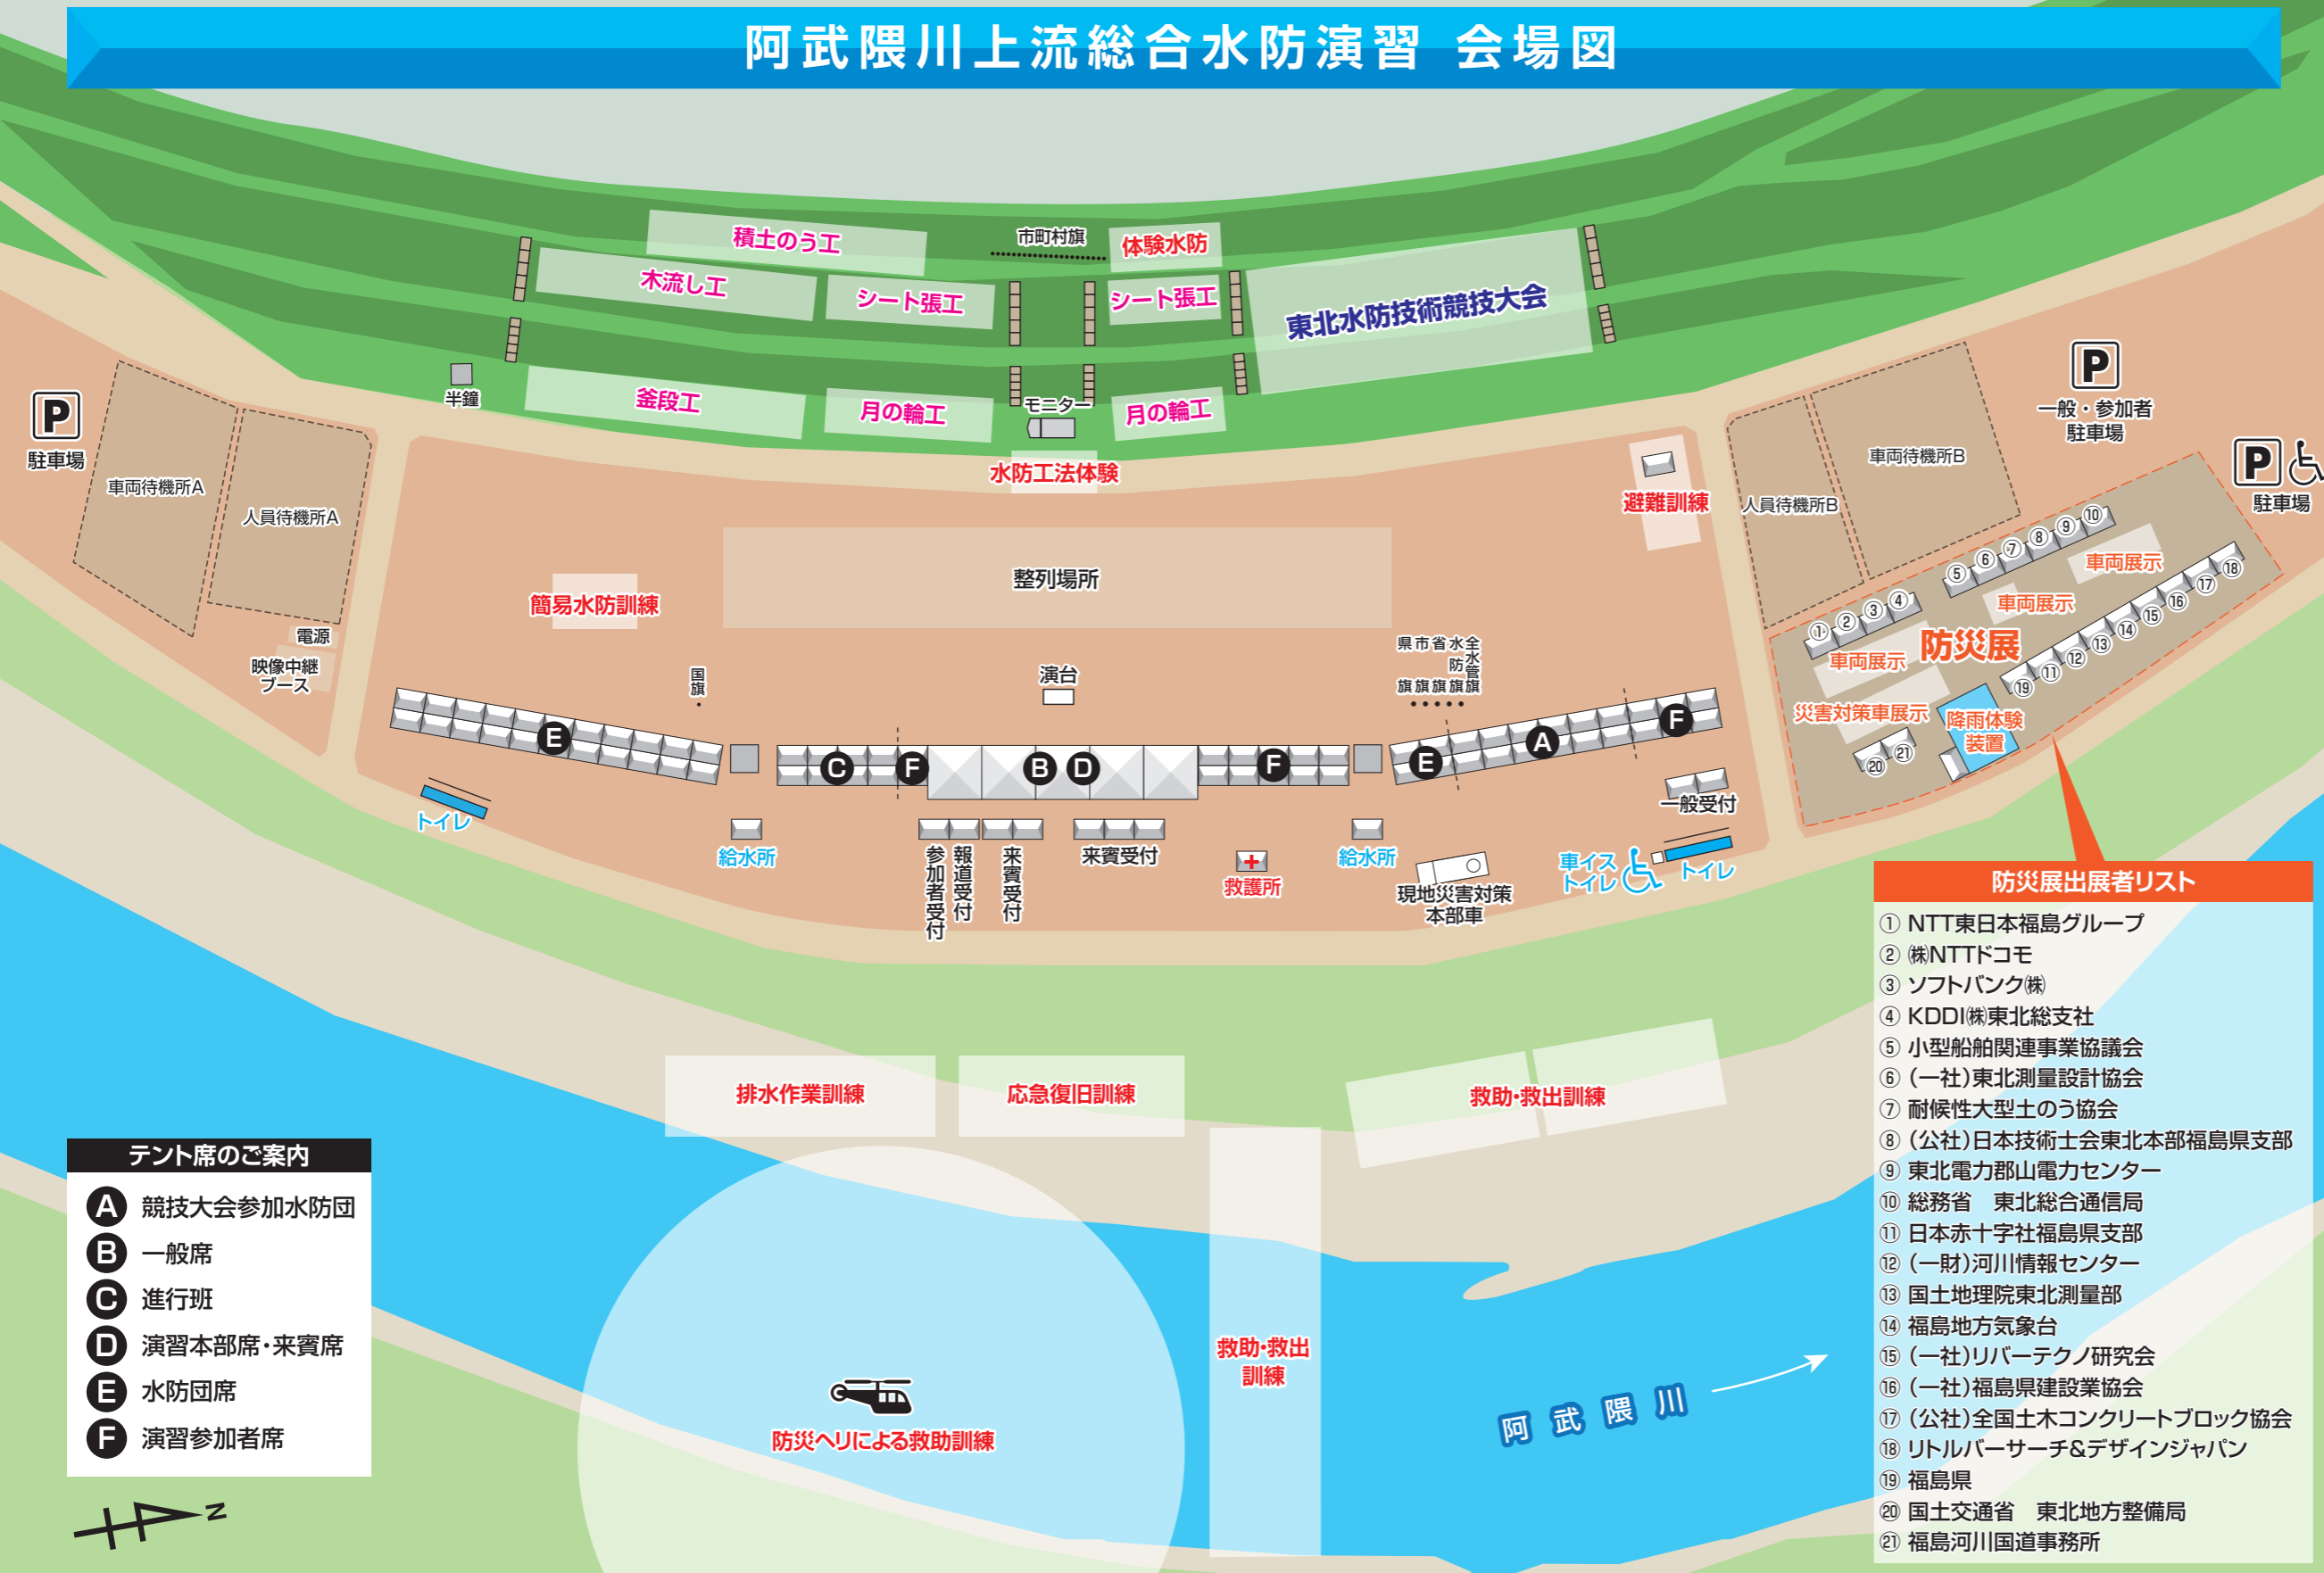 阿武隈川上流総合水防演習 会場図
積土のう工
市町村旗
体験水防
木流し工
シート張工
シート張工
東北水防技術競技大会
半鐘
釜段工
月の輪工
モニター
月の輪工
P
駐車場
P
一般・参加者
駐車場
P
駐車場
車両待機所A
人員待機所A
水防工法体験
避難訓練
人員待機所B
車両待機所B
整列場所
簡易水防訓練
電源
映像中継
ブース
国旗
演台
県旗
市旗
省旗
水防旗
全水管旗
⑤
⑥
⑦
⑧
⑨
⑩
車両展示
車両展示
①
②
③
④
車両展示
防災展
⑲
⑪
⑫
⑬
⑭
⑮
⑯
⑰
⑱
災害対策車展示
降雨体験
装置
⑳
㉑
E
C
F
B
D
F
E
A
F
トイレ
給水所
参加者受付
報道受付
来賓受付
来賓受付
救護所
給水所
現地災害対策
本部車
一般受付
車イス
トイレ
トイレ
排水作業訓練
応急復旧訓練
救助・救出訓練
救助・救出
訓練
防災ヘリによる救助訓練
阿武隈川
テント席のご案内
A 競技大会参加水防団
B 一般席
C 進行班
D 演習本部席・来賓席
E 水防団席
F 演習参加者席
N
防災展出展者リスト
① NTT東日本福島グループ
② ㈱NTTドコモ
③ ソフトバンク㈱
④ KDDI㈱東北総支社
⑤ 小型船舶関連事業協議会
⑥ (一社)東北測量設計協会
⑦ 耐候性大型土のう協会
⑧ (公社)日本技術士会東北本部福島県支部
⑨ 東北電力郡山電力センター
⑩ 総務省　東北総合通信局
⑪ 日本赤十字社福島県支部
⑫ (一財)河川情報センター
⑬ 国土地理院東北測量部
⑭ 福島地方気象台
⑮ (一社)リバーテクノ研究会
⑯ (一社)福島県建設業協会
⑰ (公社)全国土木コンクリートブロック協会
⑱ リトルバーサーチ&デザインジャパン
⑲ 福島県
⑳ 国土交通省　東北地方整備局
㉑ 福島河川国道事務所